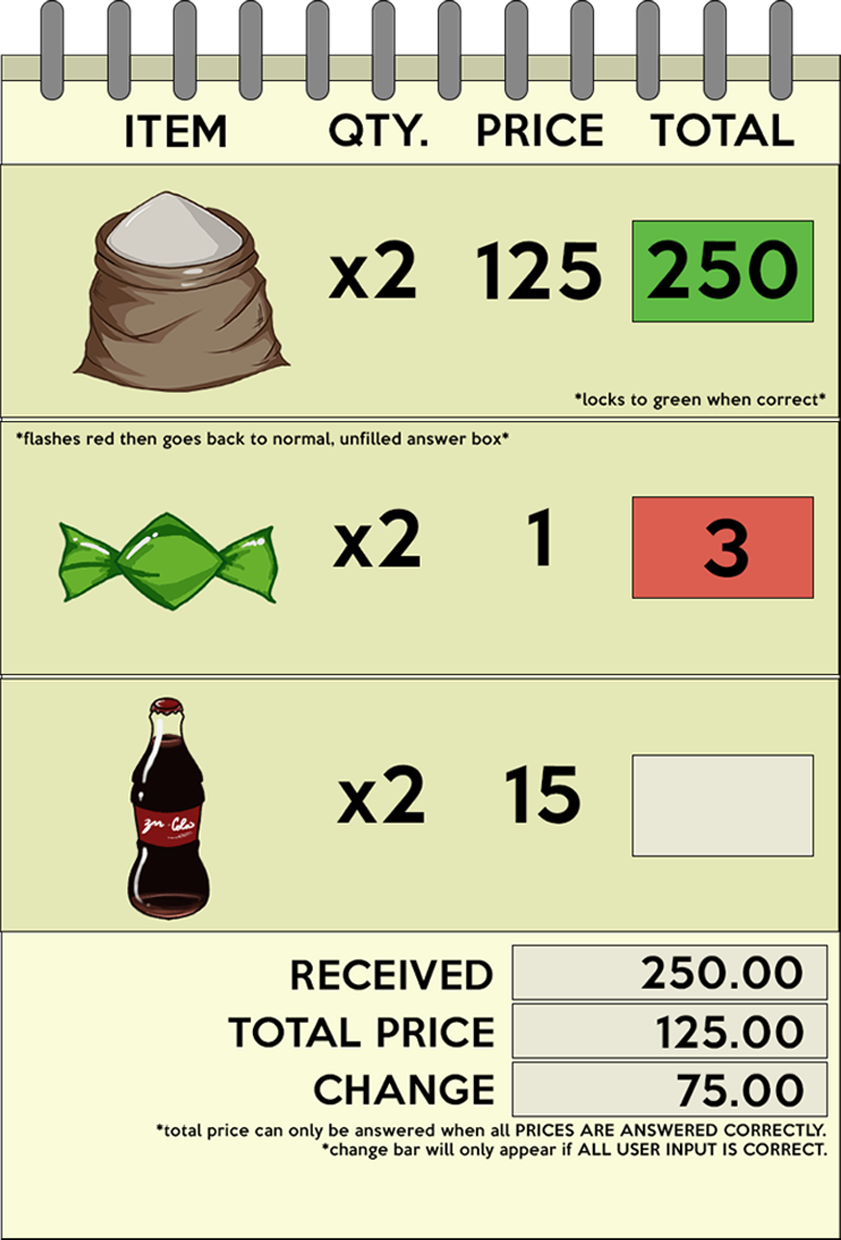 ITEM QTY. PRICE TOTAL
x2 125 250
*locks to green when correct*
*flashes red then goes back to normal, unfilled answer box*
x2 1 3
x2 15
Cola
RECEIVED 250.00
TOTAL PRICE 125.00
CHANGE 75.00
*total price can only be answered when all PRICES ARE ANSWERED CORRECTLY.
*change bar will only appear if ALL USER INPUT IS CORRECT.